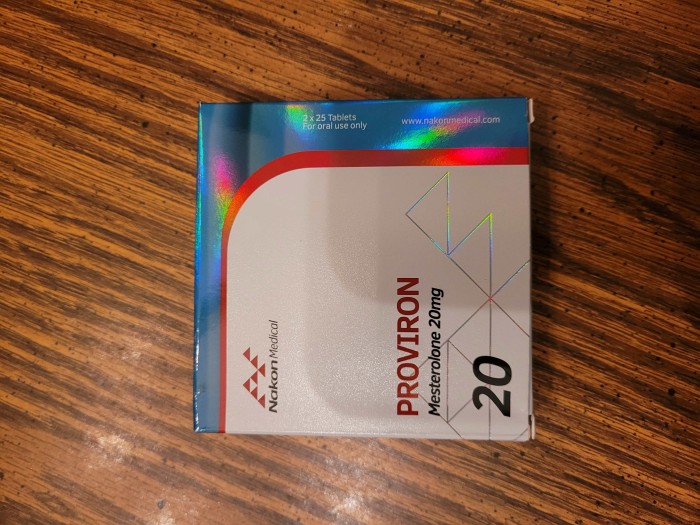 2 x 25 Tablets
For oral use only
www.nakonmedical.com
Nakon Medical
PROVIRON
Mesterolone 20mg
20